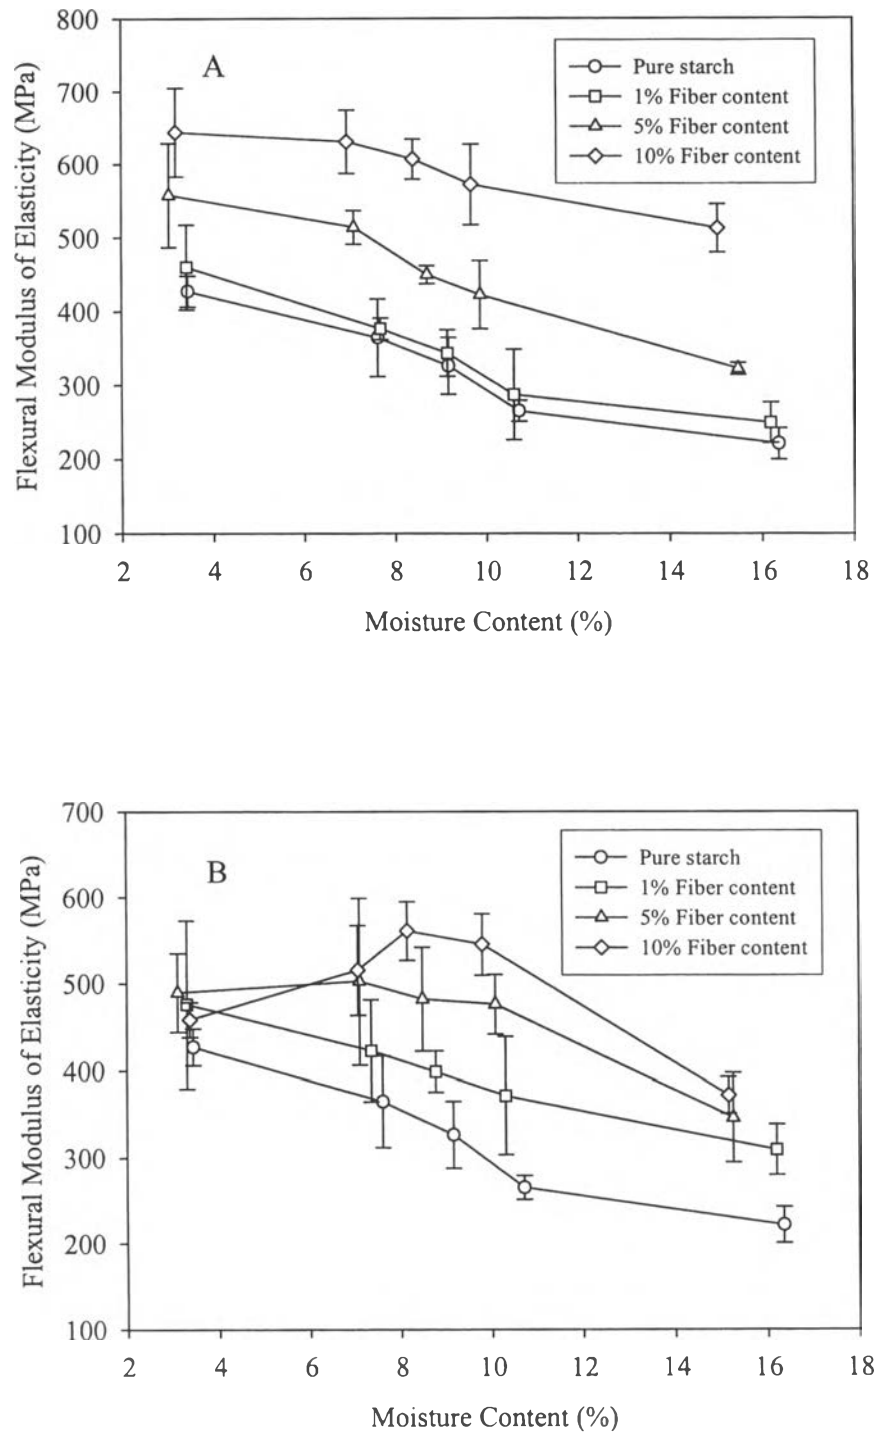 800
700
600
500
400
300
200
100
Flexural Modulus of Elasticity (MPa)
A
Pure starch
1% Fiber content
5% Fiber content
10% Fiber content
2 4 6 8 10 12 14 16 18
Moisture Content (%)
700
600
500
400
300
200
100
Flexural Modulus of Elasticity (MPa)
B
Pure starch
1% Fiber content
5% Fiber content
10% Fiber content
2 4 6 8 10 12 14 16 18
Moisture Content (%)